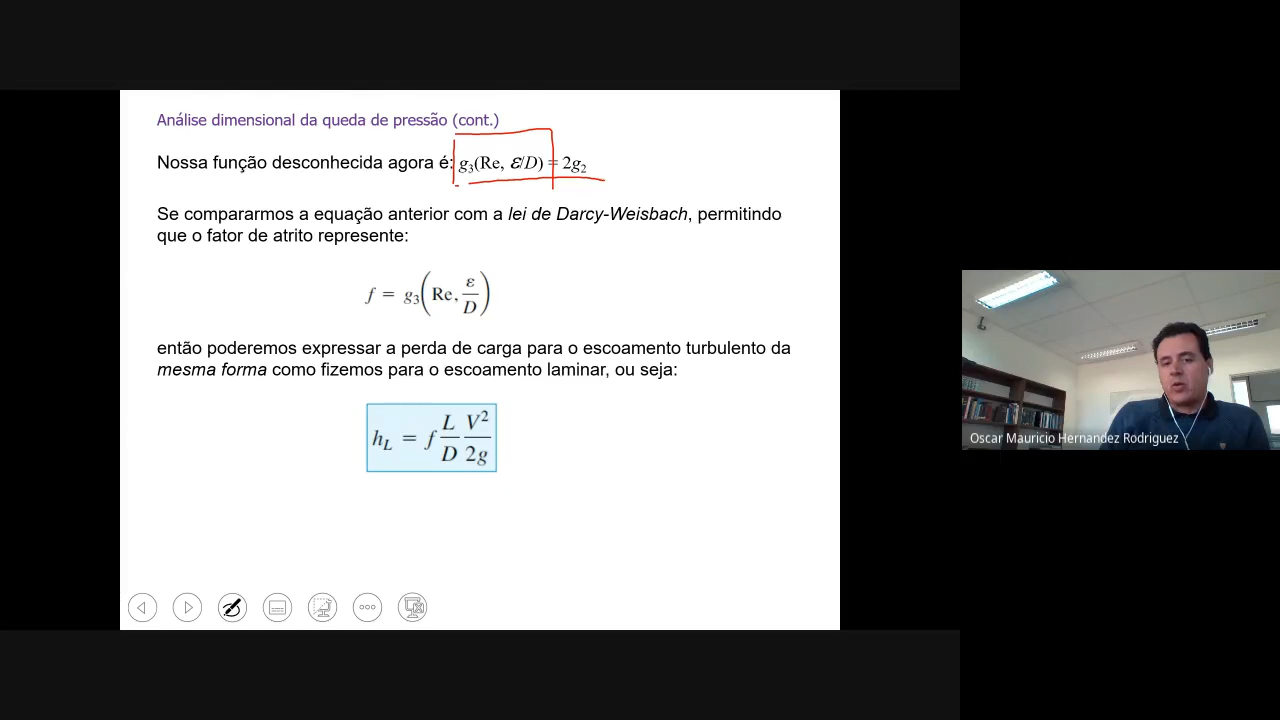 Análise dimensional da queda de pressão (cont.)
Nossa função desconhecida agora é: g₃(Re, ε/D) = 2g₂
Se compararmos a equação anterior com a lei de Darcy-Weisbach, permitindo
que o fator de atrito represente:
f = g₃(Re, ε/D)
então poderemos expressar a perda de carga para o escoamento turbulento da
mesma forma como fizemos para o escoamento laminar, ou seja:
h_L = f L/D V²/2g
Oscar Mauricio Hernandez Rodriguez